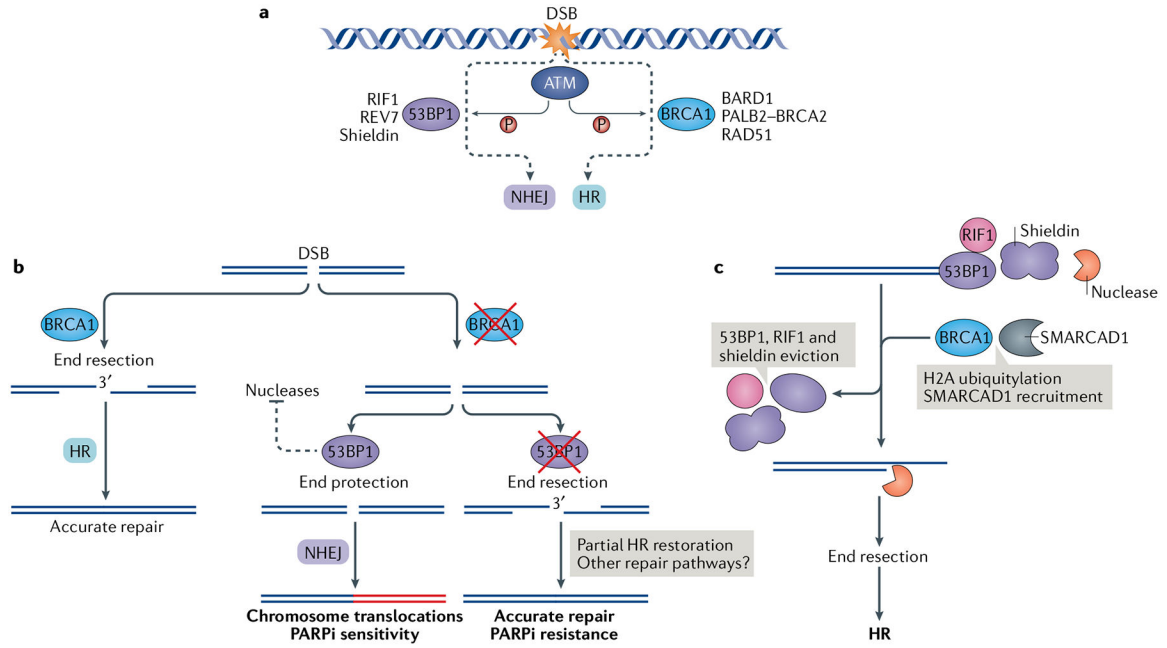 a
DSB
ATM
RIF1
REV7
Shieldin
53BP1
P
P
BRCA1
BARD1
PALB2–BRCA2
RAD51
NHEJ
HR
b
DSB
BRCA1
BRCA1
End resection
3′
Nucleases
HR
53BP1
53BP1
End protection
End resection
3′
Accurate repair
NHEJ
Partial HR restoration
Other repair pathways?
Chromosome translocations
PARPi sensitivity
Accurate repair
PARPi resistance
c
RIF1
Shieldin
53BP1
Nuclease
53BP1, RIF1 and
shieldin eviction
BRCA1
SMARCAD1
H2A ubiquitylation
SMARCAD1 recruitment
End resection
HR